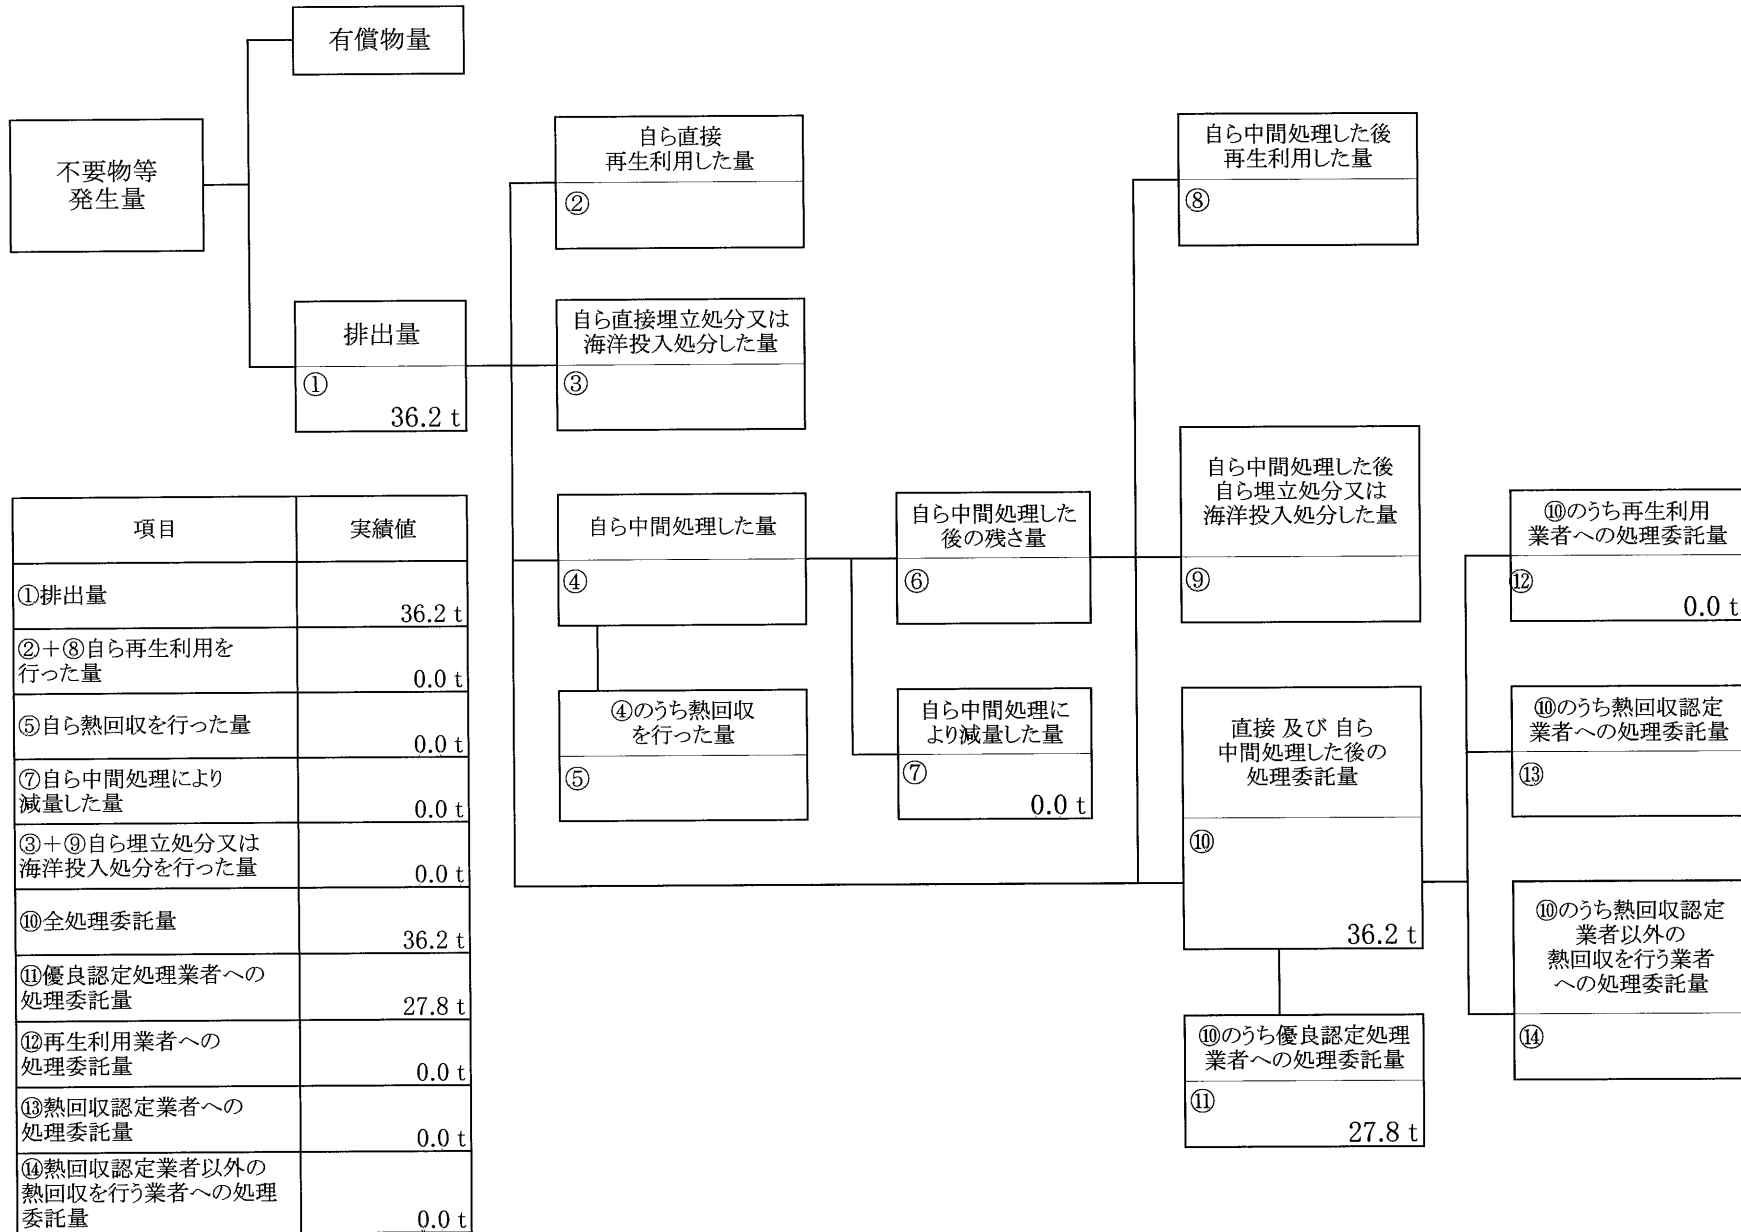 有償物量
不要物等
発生量
排出量
①
36.2 t
自ら直接
再生利用した量
②
自ら直接埋立処分又は
海洋投入処分した量
③
自ら中間処理した量
④
④のうち熱回収
を行った量
⑤
自ら中間処理した
後の残さ量
⑥
自ら中間処理に
より減量した量
⑦
0.0 t
自ら中間処理した後
再生利用した量
⑧
自ら中間処理した後
自ら埋立処分又は
海洋投入処分した量
⑨
直接 及び 自ら
中間処理した後の
処理委託量
⑩
36.2 t
⑩のうち優良認定処理
業者への処理委託量
⑪
27.8 t
⑩のうち再生利用
業者への処理委託量
⑫
0.0 t
⑩のうち熱回収認定
業者への処理委託量
⑬
⑩のうち熱回収認定
業者以外の
熱回収を行う業者
への処理委託量
⑭
項目 実績値
①排出量 36.2 t
②＋⑧自ら再生利用を
行った量 0.0 t
⑤自ら熱回収を行った量 0.0 t
⑦自ら中間処理により
減量した量 0.0 t
③＋⑨自ら埋立処分又は
海洋投入処分を行った量 0.0 t
⑩全処理委託量 36.2 t
⑪優良認定処理業者への
処理委託量 27.8 t
⑫再生利用業者への
処理委託量 0.0 t
⑬熱回収認定業者への
処理委託量 0.0 t
⑭熱回収認定業者以外の
熱回収を行う業者への処理
委託量 0.0 t